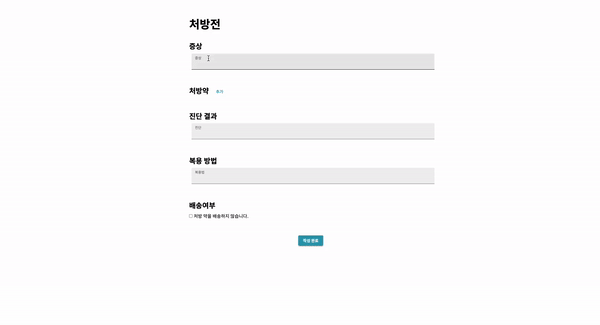 처방전
증상
증상
처방약 추가
진단 결과
진단
복용 방법
복용법
배송여부
처방 약을 배송하지 않습니다.
작성 완료